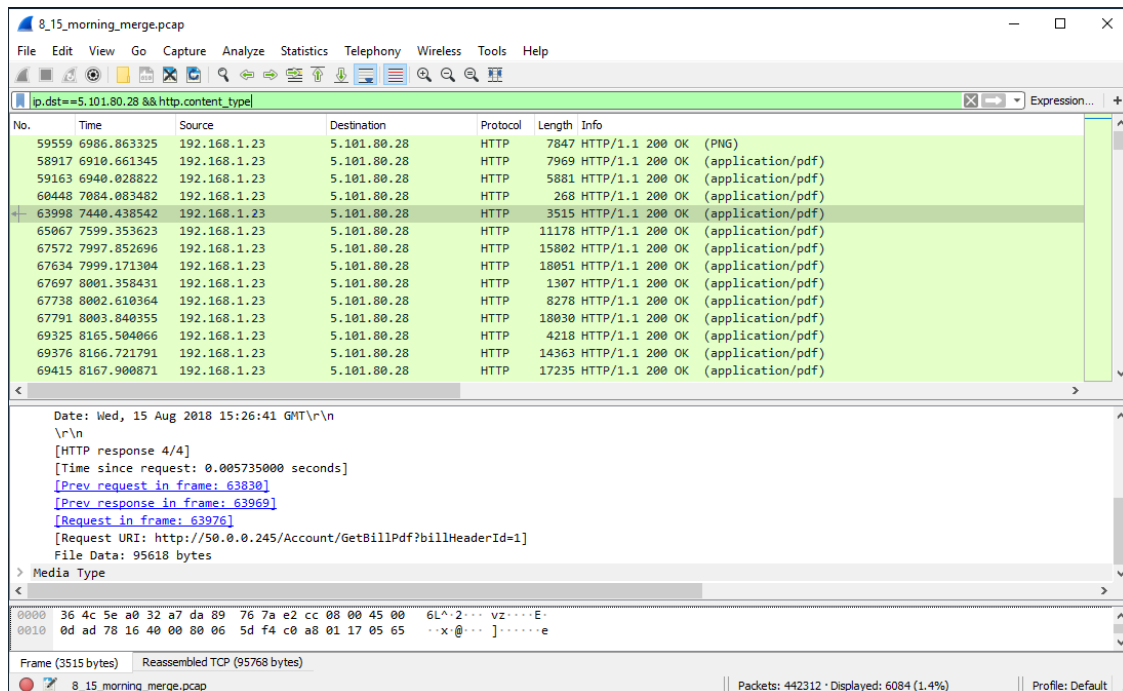 8_15_morning_merge.pcap
File Edit View Go Capture Analyze Statistics Telephony Wireless Tools Help
ip.dst==5.101.80.28 && http.content_type
Expression... +
No. Time Source Destination Protocol Length Info
59559 6986.863325 192.168.1.23 5.101.80.28 HTTP 7847 HTTP/1.1 200 OK (PNG)
58917 6910.661345 192.168.1.23 5.101.80.28 HTTP 7969 HTTP/1.1 200 OK (application/pdf)
59163 6940.028822 192.168.1.23 5.101.80.28 HTTP 5881 HTTP/1.1 200 OK (application/pdf)
60448 7084.083482 192.168.1.23 5.101.80.28 HTTP 268 HTTP/1.1 200 OK (application/pdf)
63998 7440.438542 192.168.1.23 5.101.80.28 HTTP 3515 HTTP/1.1 200 OK (application/pdf)
65067 7599.353623 192.168.1.23 5.101.80.28 HTTP 11178 HTTP/1.1 200 OK (application/pdf)
67572 7997.852696 192.168.1.23 5.101.80.28 HTTP 15802 HTTP/1.1 200 OK (application/pdf)
67634 7999.171304 192.168.1.23 5.101.80.28 HTTP 18051 HTTP/1.1 200 OK (application/pdf)
67697 8001.358431 192.168.1.23 5.101.80.28 HTTP 1307 HTTP/1.1 200 OK (application/pdf)
67738 8002.610364 192.168.1.23 5.101.80.28 HTTP 8278 HTTP/1.1 200 OK (application/pdf)
67791 8003.840355 192.168.1.23 5.101.80.28 HTTP 18030 HTTP/1.1 200 OK (application/pdf)
69325 8165.504066 192.168.1.23 5.101.80.28 HTTP 4218 HTTP/1.1 200 OK (application/pdf)
69376 8166.721791 192.168.1.23 5.101.80.28 HTTP 14363 HTTP/1.1 200 OK (application/pdf)
69415 8167.900871 192.168.1.23 5.101.80.28 HTTP 17235 HTTP/1.1 200 OK (application/pdf)
Date: Wed, 15 Aug 2018 15:26:41 GMT\r\n
\r\n
[HTTP response 4/4]
[Time since request: 0.005735000 seconds]
[Prev request in frame: 63830]
[Prev response in frame: 63969]
[Request in frame: 63976]
[Request URI: http://50.0.0.245/Account/GetBillPdf?billHeaderId=1]
File Data: 95618 bytes
Media Type
0000 36 4c 5e a0 32 a7 da 89 76 7a e2 cc 08 00 45 00 6L^·2··· vz····E·
0010 0d ad 78 16 40 00 80 06 5d f4 c0 a8 01 17 05 65 ··x·@··· ]······e
Frame (3515 bytes) Reassembled TCP (95768 bytes)
8_15_morning_merge.pcap Packets: 442312 · Displayed: 6084 (1.4%) Profile: Default